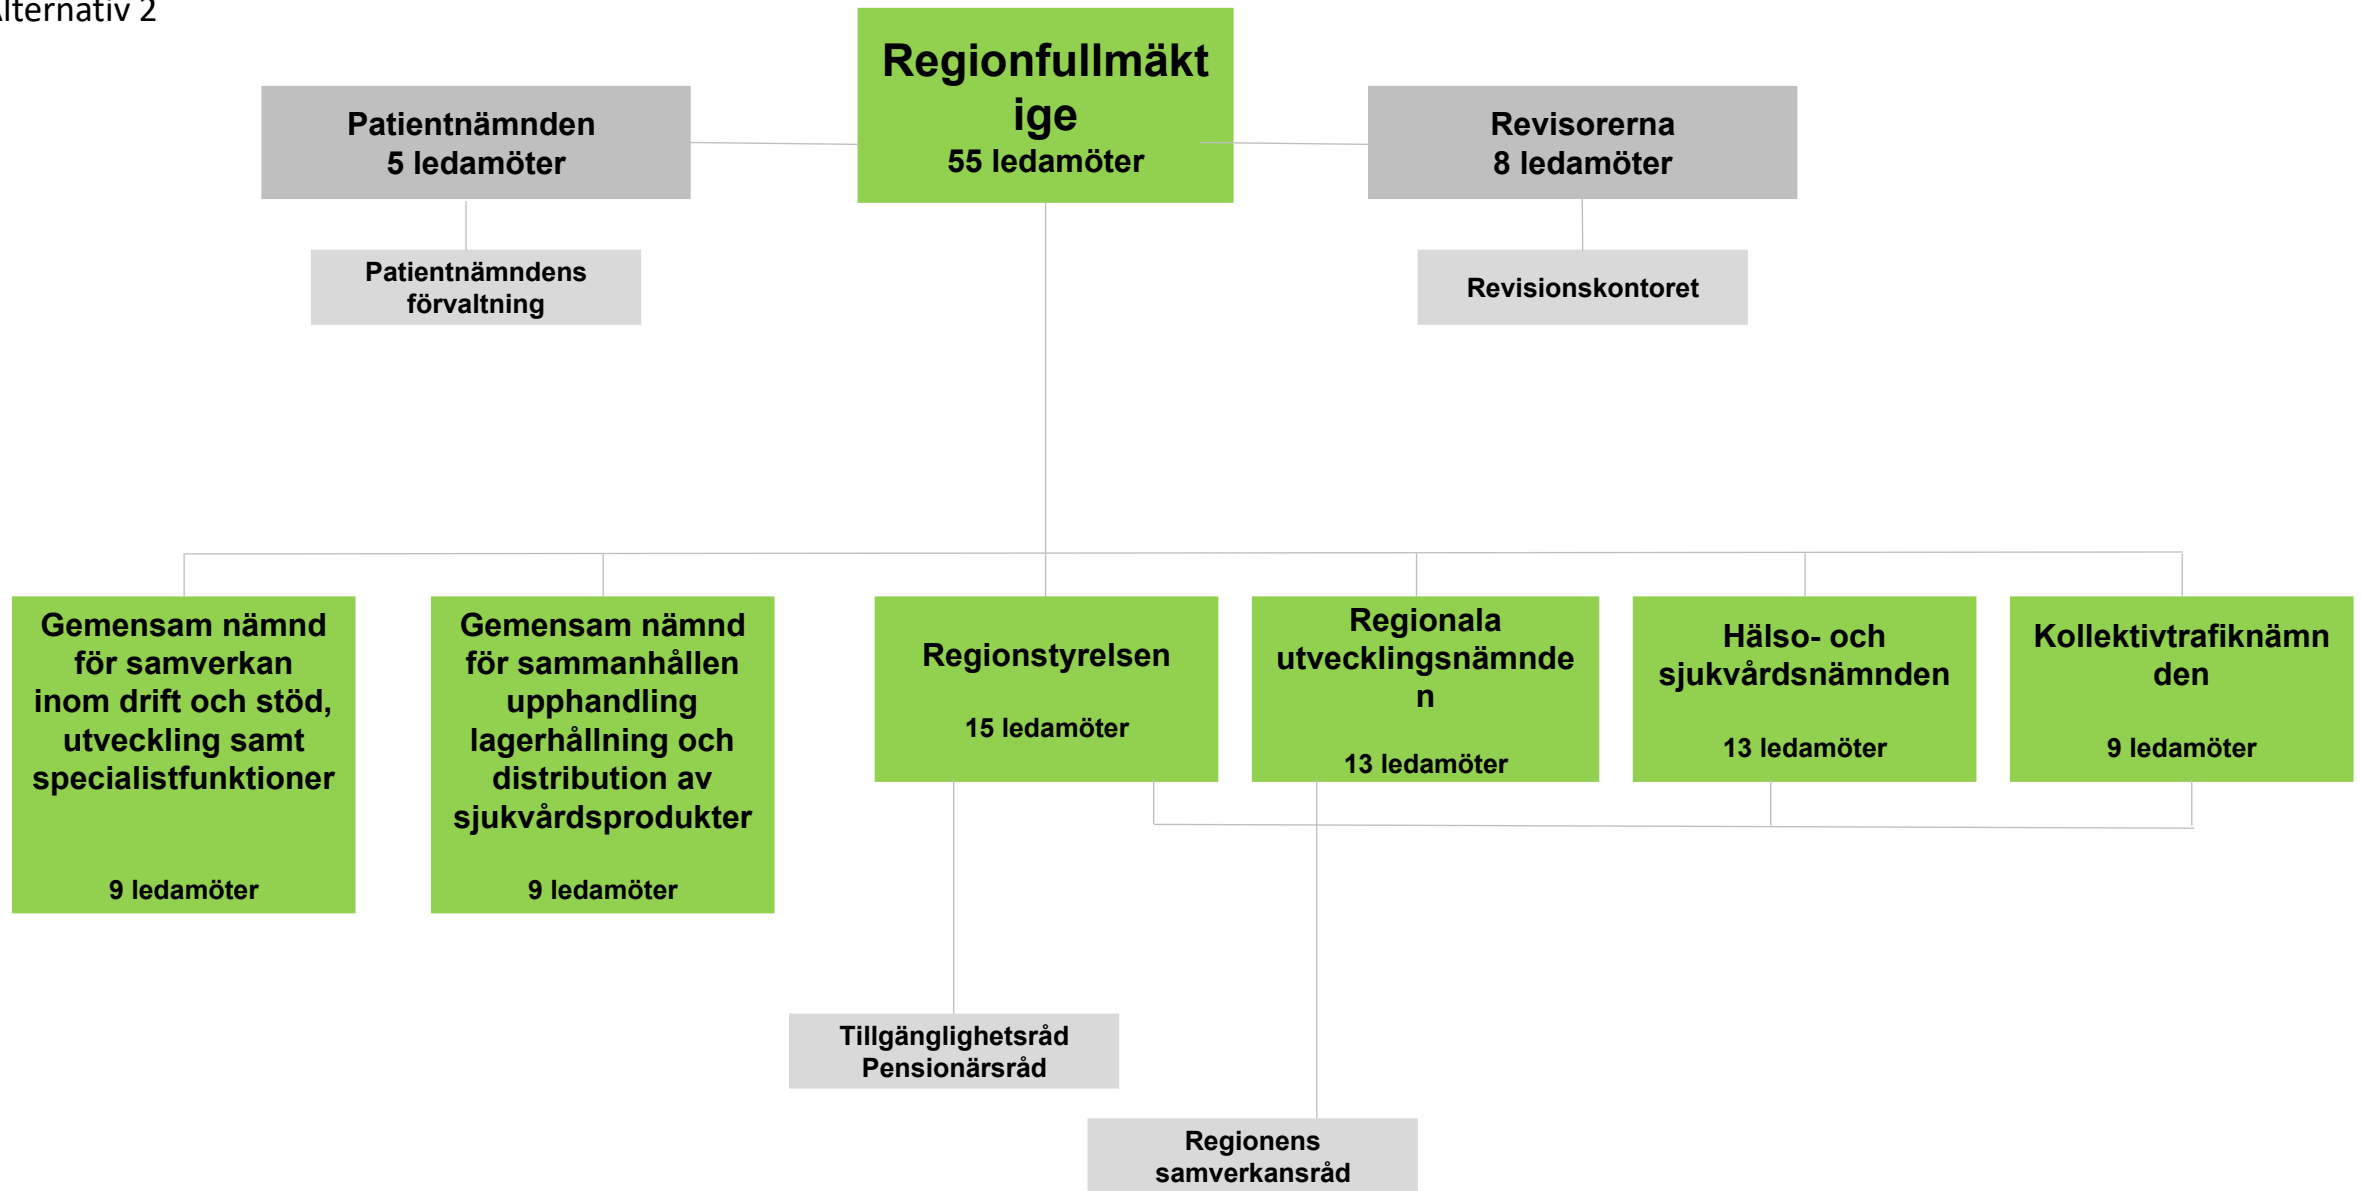 Alternativ 2
Regionfullmäkt
ige
55 ledamöter
Patientnämnden
5 ledamöter
Revisorerna
8 ledamöter
Patientnämndens
förvaltning
Revisionskontoret
Gemensam nämnd
för samverkan
inom drift och stöd,
utveckling samt
specialistfunktioner
9 ledamöter
Gemensam nämnd
för sammanhållen
upphandling
lagerhållning och
distribution av
sjukvårdsprodukter
9 ledamöter
Regionstyrelsen
15 ledamöter
Regionala
utvecklingsnämnde
n
13 ledamöter
Hälso- och
sjukvårdsnämnden
13 ledamöter
Kollektivtrafiknämn
den
9 ledamöter
Tillgänglighetsråd
Pensionärsråd
Regionens
samverkansråd